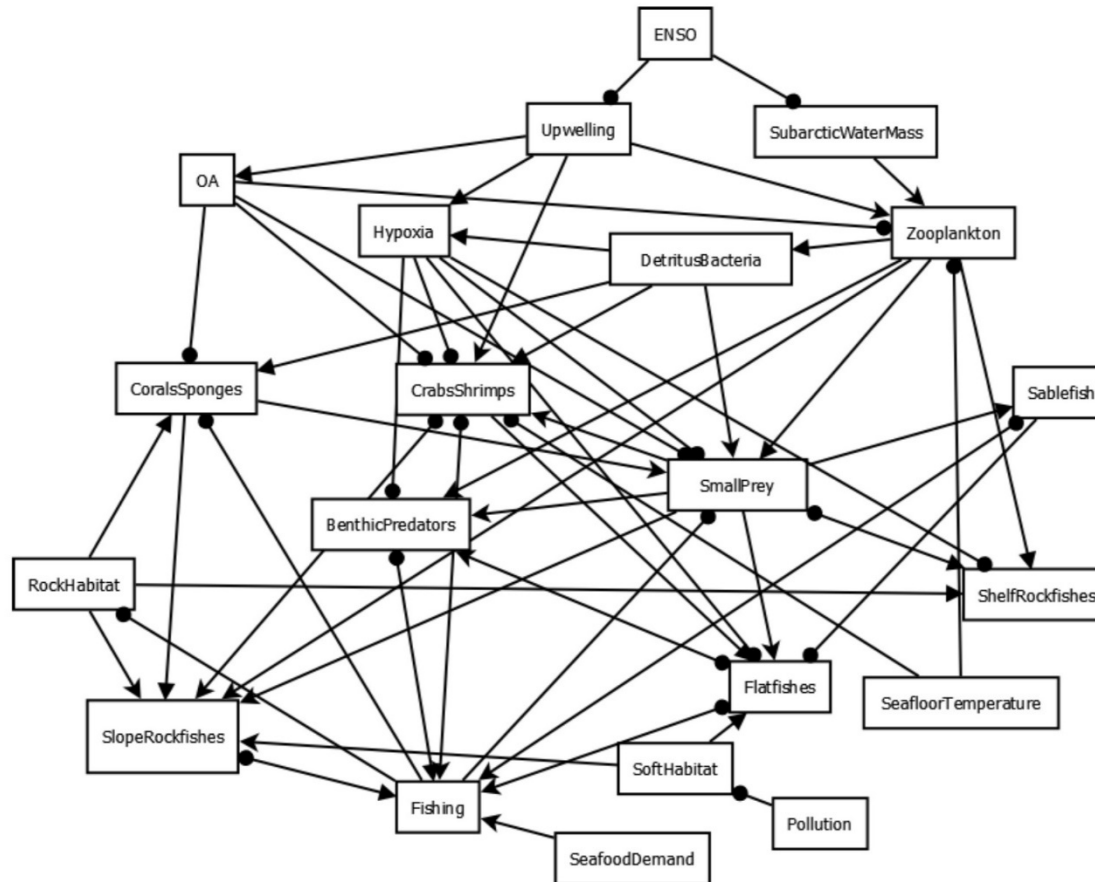 ENSO
Upwelling
SubarcticWaterMass
OA
Hypoxia
Zooplankton
DetritusBacteria
CoralsSponges
CrabsShrimps
Sablefish
SmallPrey
BenthicPredators
RockHabitat
ShelfRockfishes
Flatfishes
SeafloorTemperature
SlopeRockfishes
SoftHabitat
Fishing
Pollution
SeafoodDemand